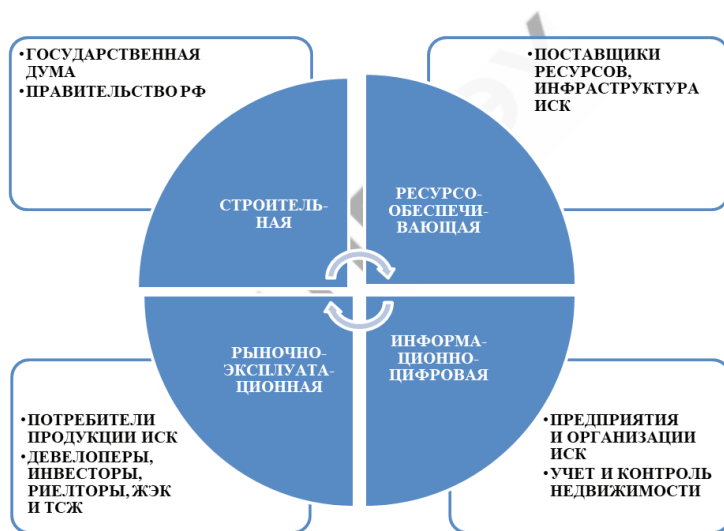 •ГОСУДАРСТВЕННАЯ
ДУМА
•ПРАВИТЕЛЬСТВО РФ
•ПОСТАВЩИКИ
РЕСУРСОВ,
ИНФРАСТРУКТУРА
ИСК
СТРОИТЕЛЬ-
НАЯ
РЕСУРСО-
ОБЕСПЕЧИ-
ВАЮЩАЯ
РЫНОЧНО-
ЭКСПЛУАТА-
ЦИОННАЯ
ИНФОРМА-
ЦИОННО-
ЦИФРОВАЯ
•ПОТРЕБИТЕЛИ
ПРОДУКЦИИ ИСК
•ДЕВЕЛОПЕРЫ,
ИНВЕСТОРЫ,
РИЕЛТОРЫ, ЖЭК
И ТСЖ
•ПРЕДПРИЯТИЯ
И ОРГАНИЗАЦИИ
ИСК
•УЧЕТ И КОНТРОЛЬ
НЕДВИЖИМОСТИ